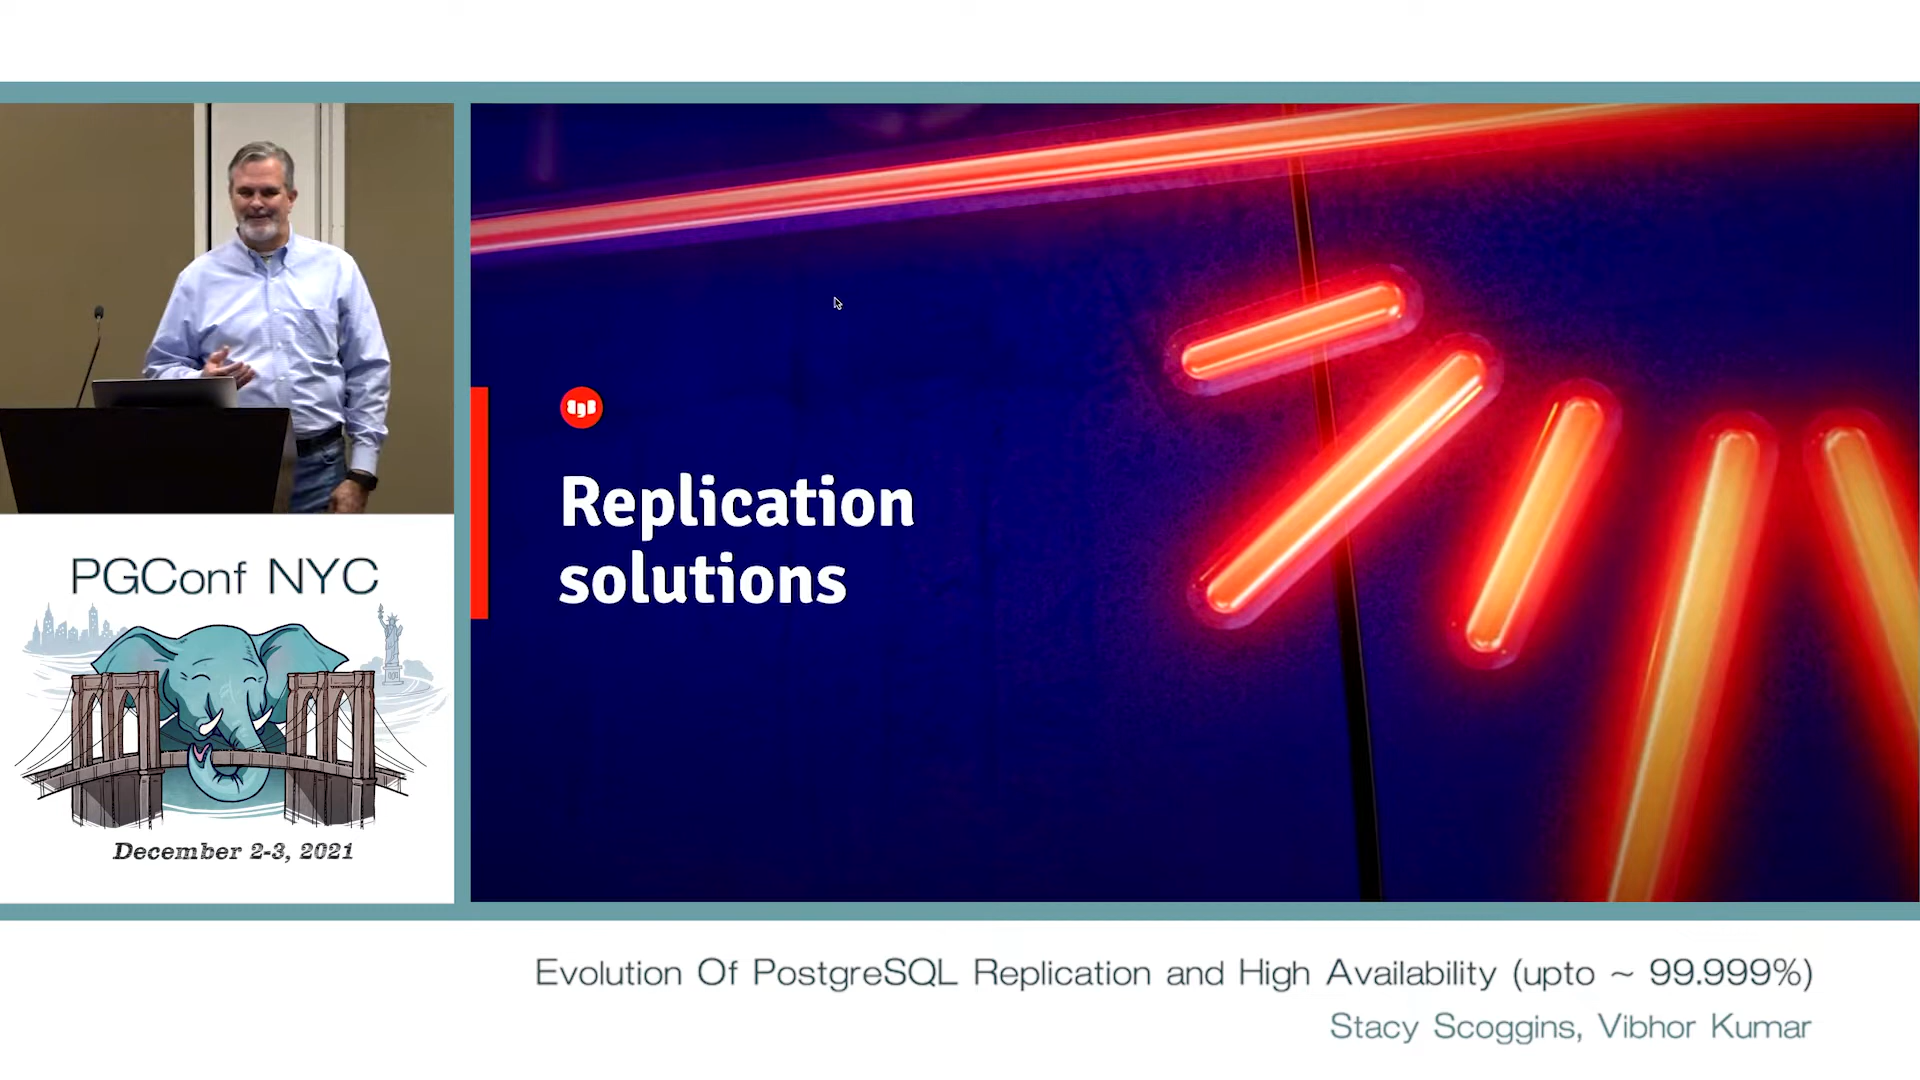 Replication
solutions
PGConf NYC
December 2-3, 2021
Evolution Of PostgreSQL Replication and High Availability (upto ~ 99.999%)
Stacy Scoggins, Vibhor Kumar